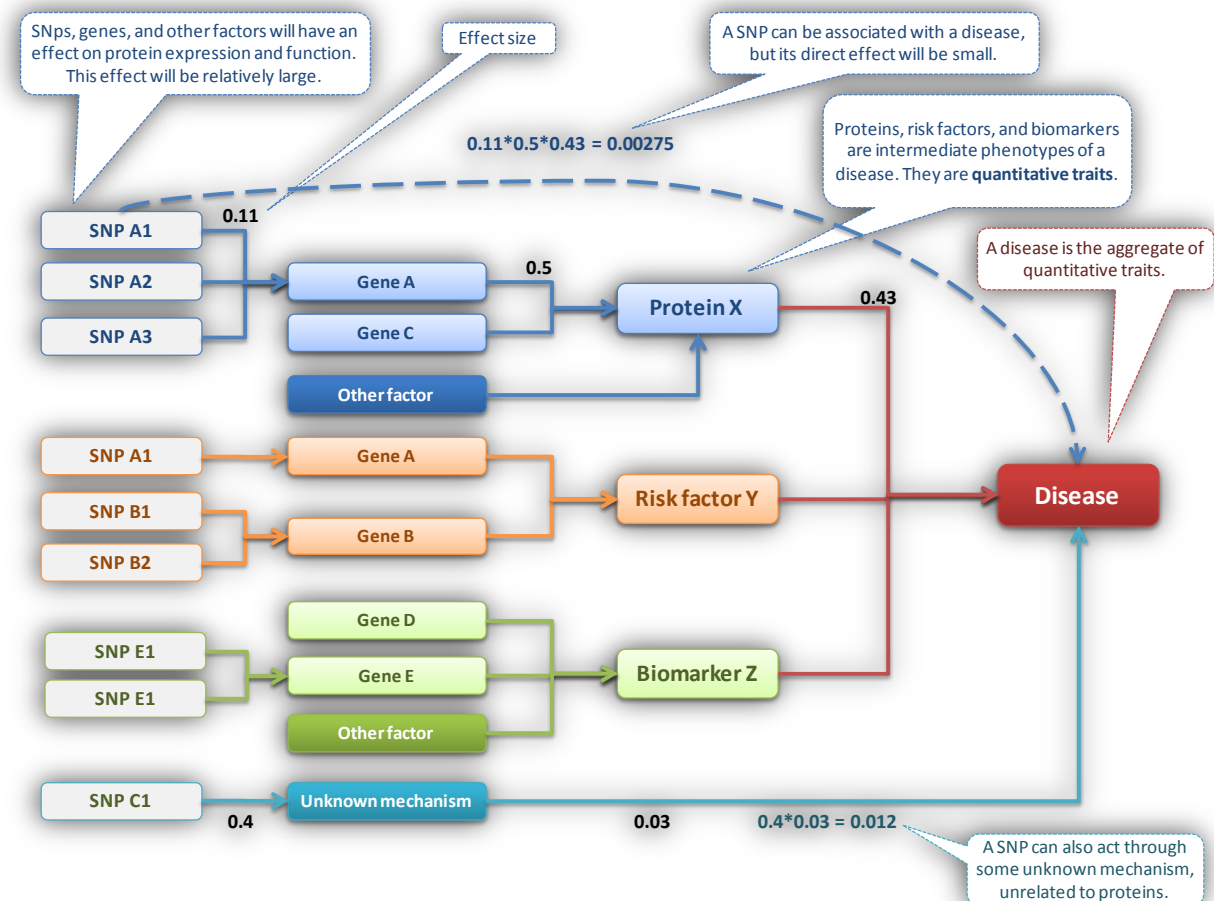 SNps, genes, and other factors will have an
effect on protein expression and function.
This effect will be relatively large.
Effect size
A SNP can be associated with a disease,
but its direct effect will be small.
0.11*0.5*0.43 = 0.00275
Proteins, risk factors, and biomarkers
are intermediate phenotypes of a
disease. They are quantitative traits.
A disease is the aggregate of
quantitative traits.
SNP A1
0.11
SNP A2
SNP A3
Gene A
0.5
Gene C
Other factor
Protein X
0.43
SNP A1
SNP B1
SNP B2
Gene A
Gene B
Risk factor Y
Disease
SNP E1
SNP E1
Gene D
Gene E
Other factor
Biomarker Z
SNP C1
0.4
Unknown mechanism
0.03
0.4*0.03 = 0.012
A SNP can also act through
some unknown mechanism,
unrelated to proteins.